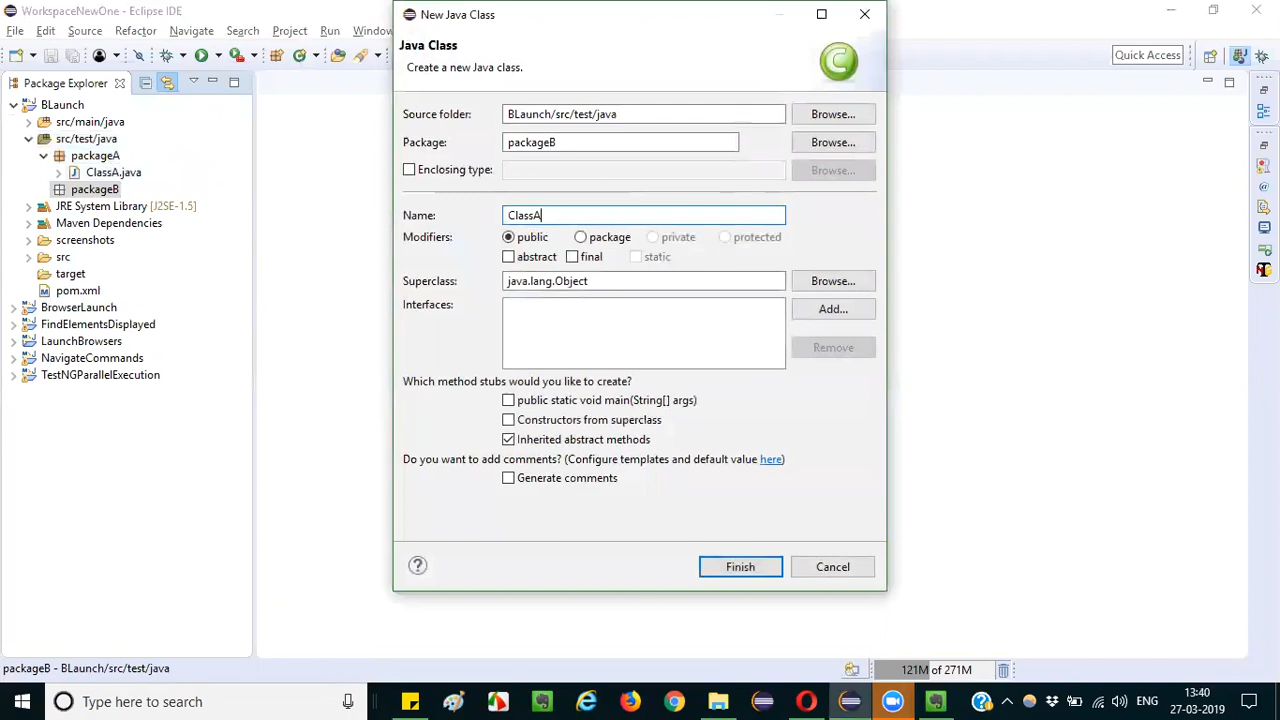 WorkspaceNewOne - Eclipse IDE
File Edit Source Refactor Navigate Search Project Run Window
Quick Access
Package Explorer
BLaunch
src/main/java
src/test/java
packageA
ClassA.java
packageB
JRE System Library [J2SE-1.5]
Maven Dependencies
screenshots
src
target
pom.xml
BrowserLaunch
FindElementsDisplayed
LaunchBrowsers
NavigateCommands
TestNGParallelExecution
New Java Class
Java Class
Create a new Java class.
Source folder: BLaunch/src/test/java Browse...
Package: packageB Browse...
Enclosing type: Browse...
Name: ClassA
Modifiers: public package private protected
abstract final static
Superclass: java.lang.Object Browse...
Interfaces: Add...
Remove
Which method stubs would you like to create?
public static void main(String[] args)
Constructors from superclass
Inherited abstract methods
Do you want to add comments? (Configure templates and default value here)
Generate comments
Finish Cancel
packageB - BLaunch/src/test/java
121M of 271M
Type here to search
ENG
13:40
27-03-2019